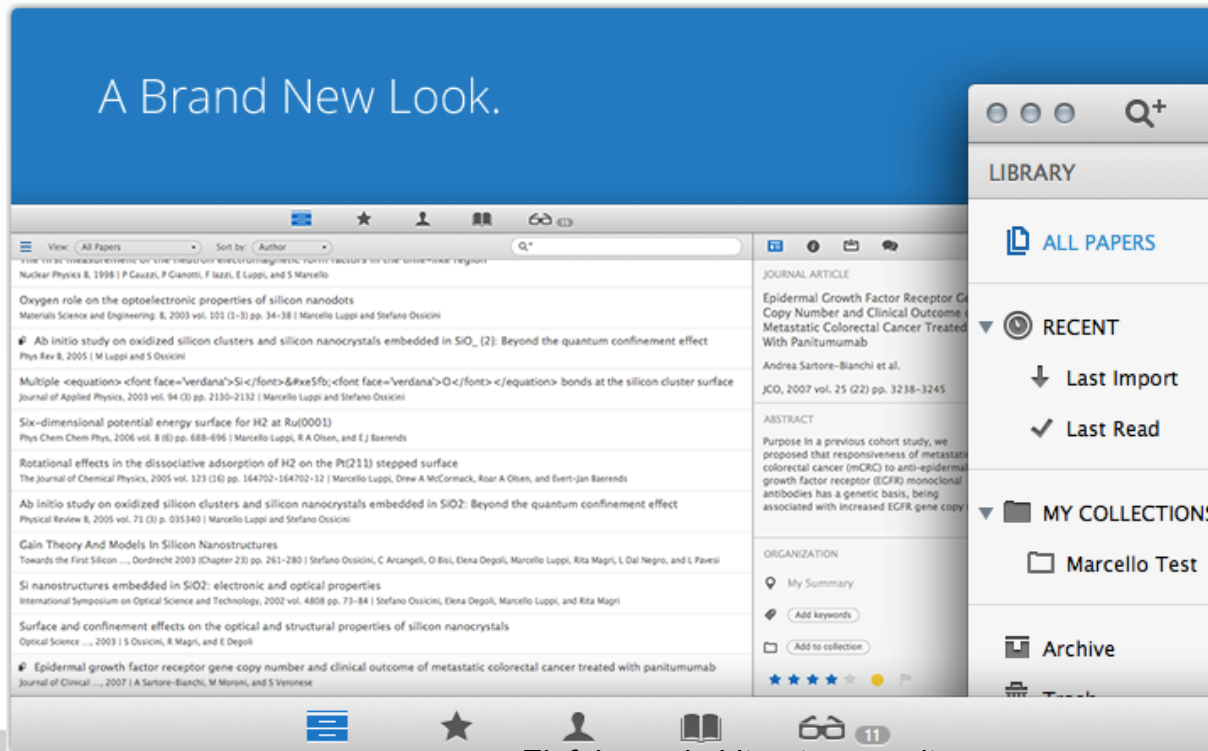 A Brand New Look.
LIBRARY
ALL PAPERS
RECENT
Last Import
Last Read
MY COLLECTIONS
Marcello Test
Archive
Trash
11
View: All Papers Sort by: Author
The first measurement of the neutron electromagnetic form factors in the time-like region
Nuclear Physics B, 1998 | P Gauzzi, P Gianotti, F Iazzi, E Luppi, and S Marcello
Oxygen role on the optoelectronic properties of silicon nanodots
Materials Science and Engineering: B, 2003 vol. 101 (1-3) pp. 34-38 | Marcello Luppi and Stefano Ossicini
Ab initio study on oxidized silicon clusters and silicon nanocrystals embedded in SiO_{2}: Beyond the quantum confinement effect
Phys Rev B, 2005 | M Luppi and S Ossicini
Multiple <equation> <font face="verdana">Si</font>&#xe5fb;<font face="verdana">O</font> </equation> bonds at the silicon cluster surface
Journal of Applied Physics, 2003 vol. 94 (3) pp. 2130-2132 | Marcello Luppi and Stefano Ossicini
Six-dimensional potential energy surface for H2 at Ru(0001)
Phys Chem Chem Phys, 2006 vol. 8 (6) pp. 688-696 | Marcello Luppi, R A Olsen, and E J Baerends
Rotational effects in the dissociative adsorption of H2 on the Pt(211) stepped surface
The Journal of Chemical Physics, 2005 vol. 123 (16) pp. 164702-164702-12 | Marcello Luppi, Drew A McCormack, Roar A Olsen, and Evert-Jan Baerends
Ab initio study on oxidized silicon clusters and silicon nanocrystals embedded in SiO2: Beyond the quantum confinement effect
Physical Review B, 2005 vol. 71 (3) p. 035340 | Marcello Luppi and Stefano Ossicini
Gain Theory And Models In Silicon Nanostructures
Towards the First Silicon ..., Dordrecht 2003 (Chapter 23) pp. 261-280 | Stefano Ossicini, C Arcangeli, O Bisi, Elena Degoli, Marcello Luppi, Rita Magri, L Dal Negro, and L Pavesi
Si nanostructures embedded in SiO2: electronic and optical properties
International Symposium on Optical Science and Technology, 2002 vol. 4808 pp. 73-84 | Stefano Ossicini, Elena Degoli, Marcello Luppi, and Rita Magri
Surface and confinement effects on the optical and structural properties of silicon nanocrystals
Optical Science ..., 2003 | S Ossicini, R Magri, and E Degoli
Epidermal growth factor receptor gene copy number and clinical outcome of metastatic colorectal cancer treated with panitumumab
Journal of Clinical ..., 2007 | A Sartore-Bianchi, M Moroni, and S Veronese
JOURNAL ARTICLE
Epidermal Growth Factor Receptor Ge
Copy Number and Clinical Outcome
Metastatic Colorectal Cancer Treated
With Panitumumab
Andrea Sartore-Bianchi et al.
JCO, 2007 vol. 25 (22) pp. 3238-3245
ABSTRACT
Purpose In a previous cohort study, we
proposed that responsiveness of metastatic
colorectal cancer (mCRC) to anti-epidermal
growth factor receptor (EGFR) monoclonal
antibodies has a genetic basis, being
associated with increased EGFR gene copy
ORGANIZATION
My Summary
Add keywords
Add to collection
11